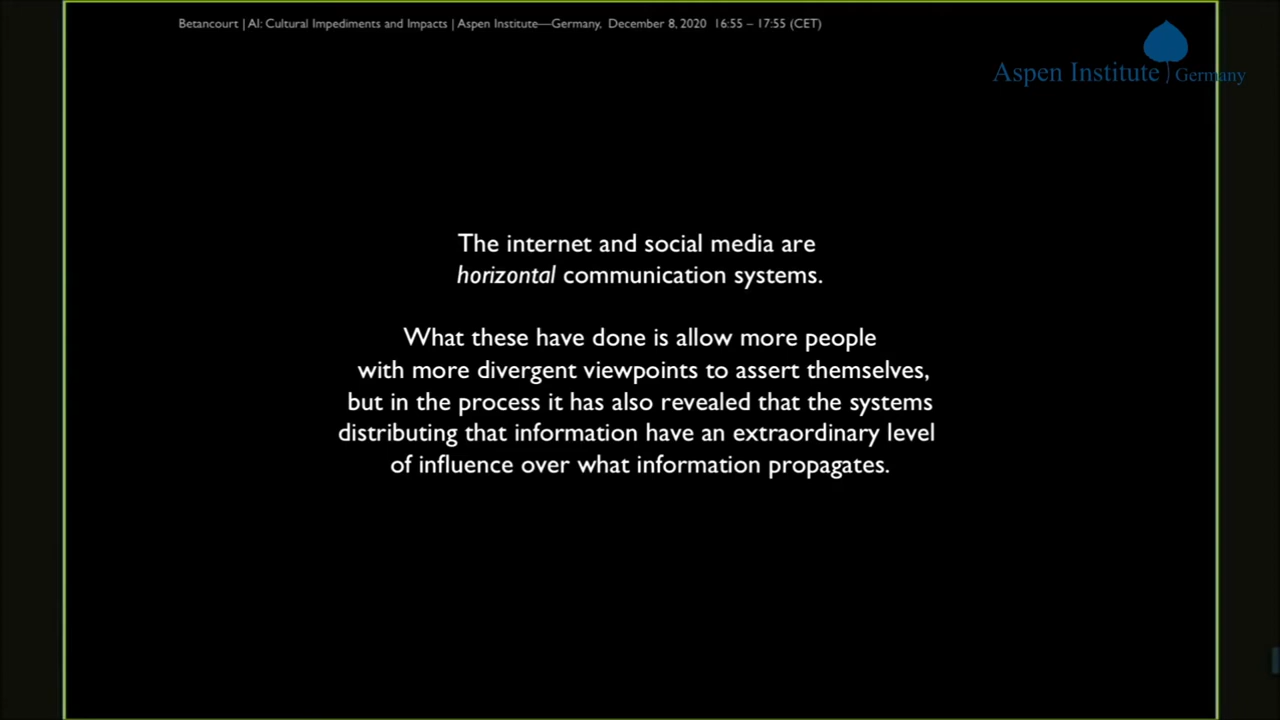 Betancourt | AI: Cultural Impediments and Impacts | Aspen Institute—Germany, December 8, 2020 16:55 – 17:55 (CET)
Aspen Institute | Germany
The internet and social media are
horizontal communication systems.
What these have done is allow more people
with more divergent viewpoints to assert themselves,
but in the process it has also revealed that the systems
distributing that information have an extraordinary level
of influence over what information propagates.